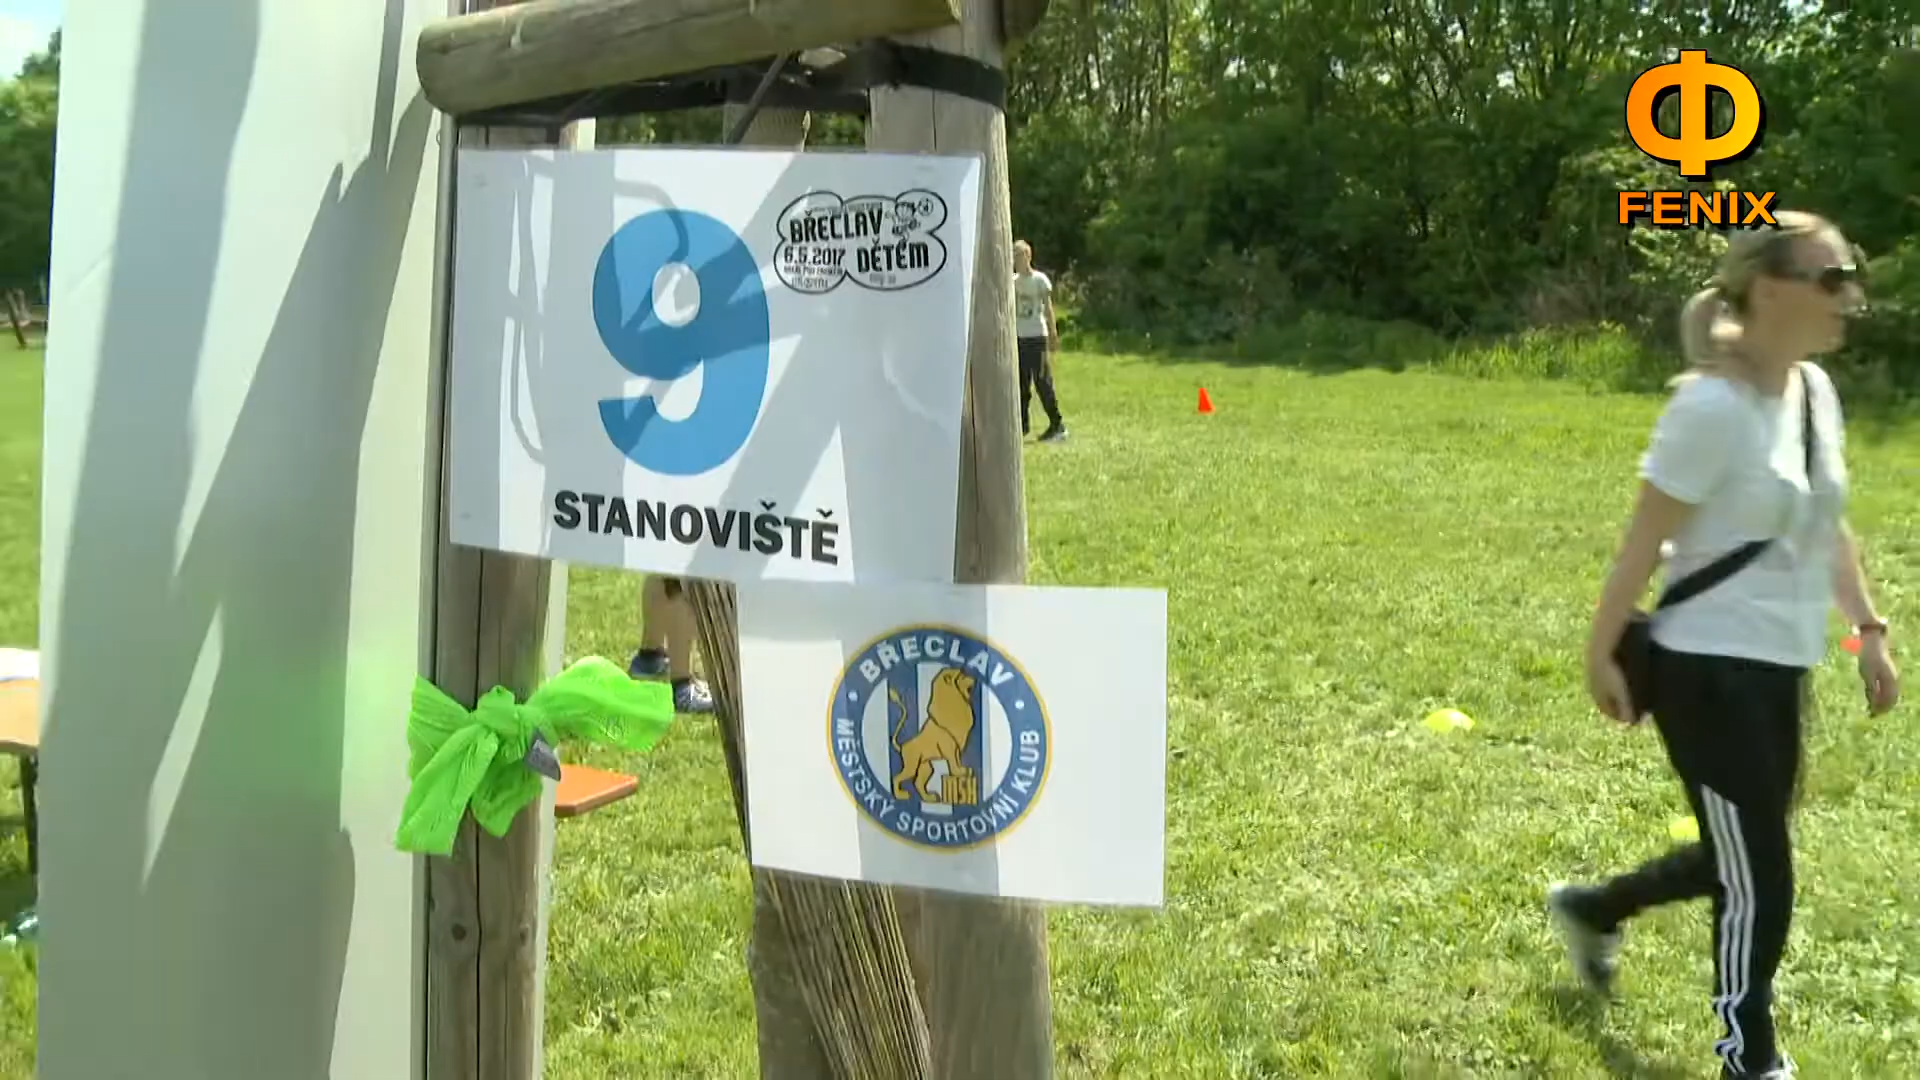 FENIX
BŘECLAV
6.5.2017 DĚTEM
9
STANOVIŠTĚ
BŘECLAV
MSK
MĚSTSKÝ SPORTOVNÍ KLUB